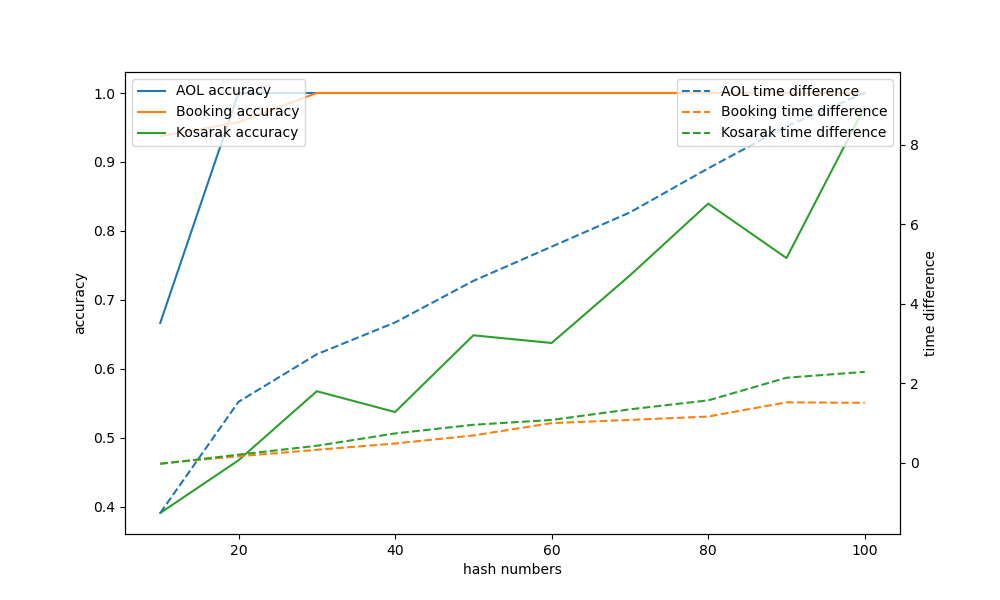 AOL accuracy
Booking accuracy
Kosarak accuracy
AOL time difference
Booking time difference
Kosarak time difference
1.0
0.9
0.8
0.7
0.6
0.5
0.4
accuracy
8
6
4
2
0
time difference
20 40 60 80 100
hash numbers